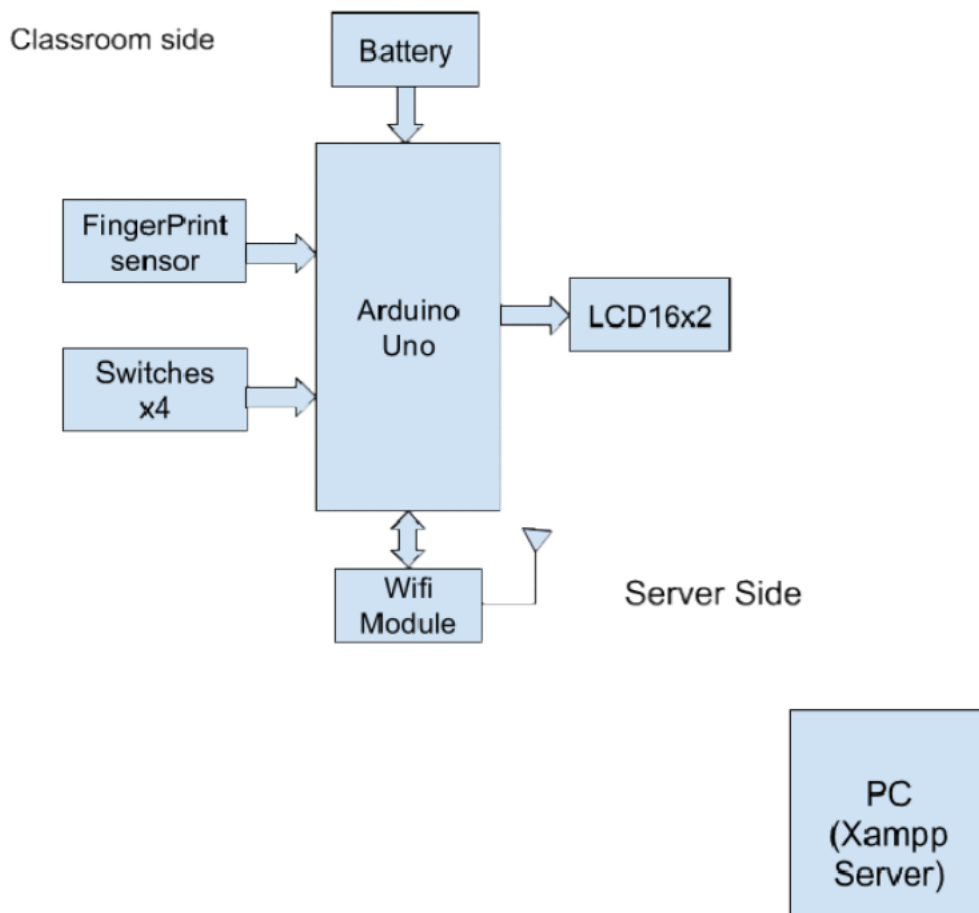 Classroom side
Battery
FingerPrint
sensor
Arduino
Uno
LCD16x2
Switches
x4
Wifi
Module
Server Side
PC
(Xampp
Server)